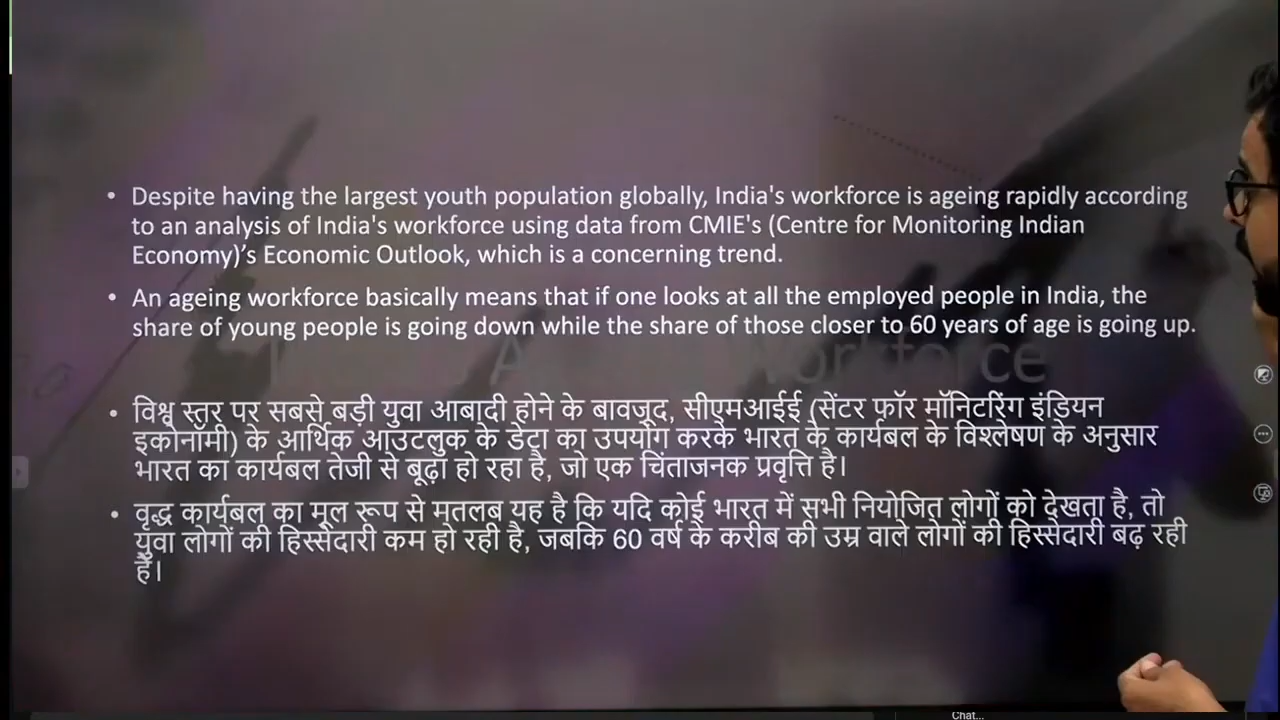 • Despite having the largest youth population globally, India's workforce is ageing rapidly according
to an analysis of India's workforce using data from CMIE's (Centre for Monitoring Indian
Economy)’s Economic Outlook, which is a concerning trend.
• An ageing workforce basically means that if one looks at all the employed people in India, the
share of young people is going down while the share of those closer to 60 years of age is going up.
Workforce
• विश्व स्तर पर सबसे बड़ी युवा आबादी होने के बावजूद, सीएमआईई (सेंटर फॉर मॉनिटरिंग इंडियन
इकोनॉमी) के आर्थिक आउटलुक के डेटा का उपयोग करके भारत के कार्यबल के विश्लेषण के अनुसार
भारत का कार्यबल तेजी से बूढ़ा हो रहा है, जो एक चिंताजनक प्रवृत्ति है।
• वृद्ध कार्यबल का मूल रूप से मतलब यह है कि यदि कोई भारत में सभी नियोजित लोगों को देखता है, तो
युवा लोगों की हिस्सेदारी कम हो रही है, जबकि 60 वर्ष के करीब की उम्र वाले लोगों की हिस्सेदारी बढ़ रही
है।
Chat...